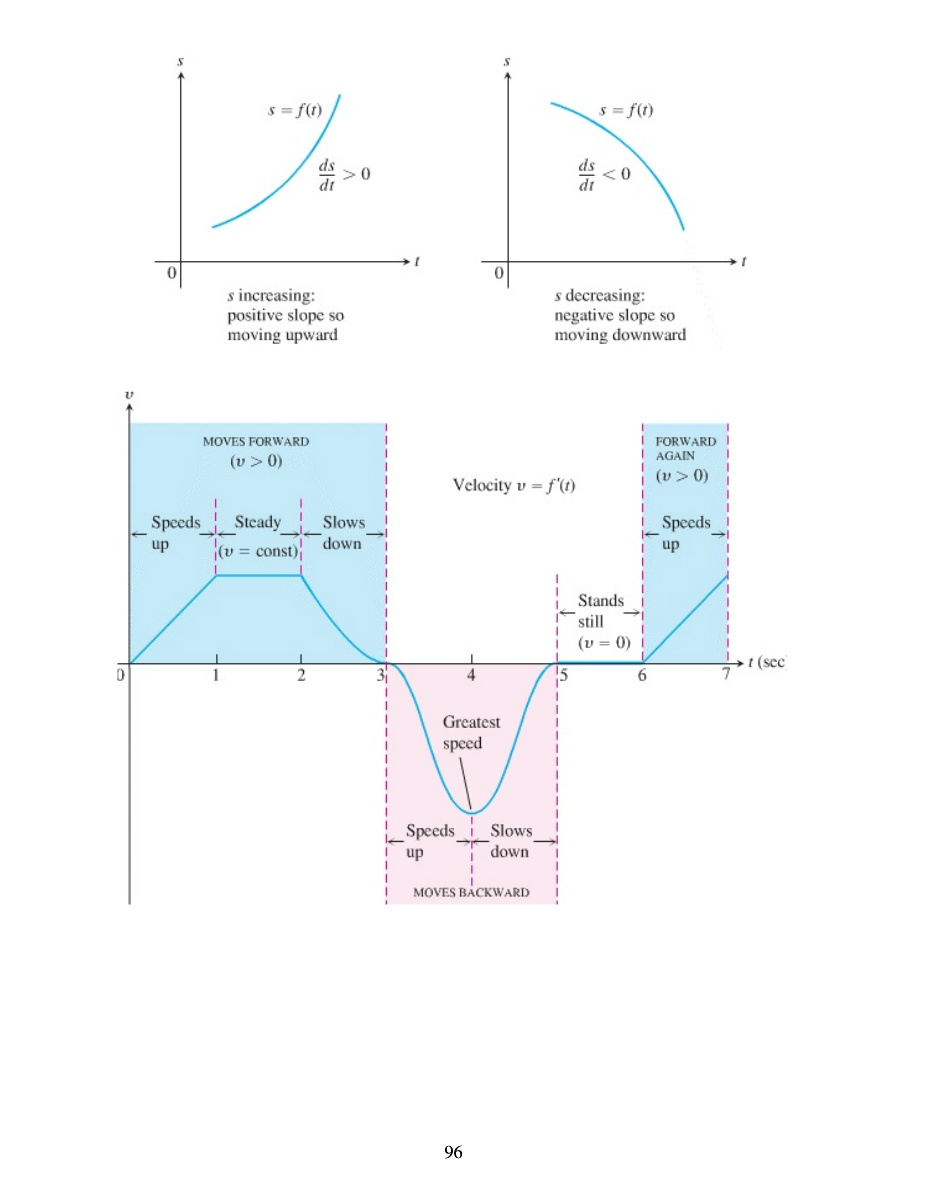 s
s = f(t)
ds
dt
> 0
0
t
s increasing:
positive slope so
moving upward
s
s = f(t)
ds
dt
< 0
0
t
s decreasing:
negative slope so
moving downward
v
MOVES FORWARD
(v > 0)
FORWARD
AGAIN
(v > 0)
Velocity v = f′(t)
Speeds
up
Steady
(v = const)
Slows
down
Speeds
up
Stands
still
(v = 0)
0 1 2 3 4 5 6 7 t (sec
Greatest
speed
Speeds
up
Slows
down
MOVES BACKWARD
96